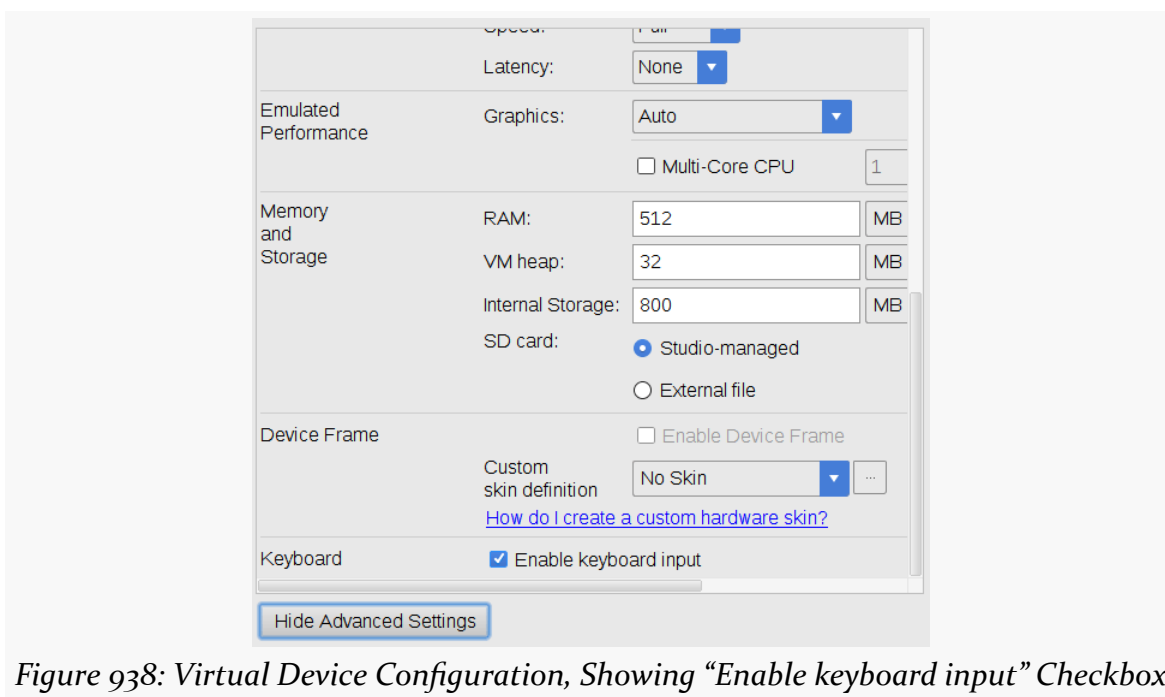 Speed: Full
Latency: None
Emulated
Performance
Graphics: Auto
Multi-Core CPU 1
Memory
and
Storage
RAM: 512 MB
VM heap: 32 MB
Internal Storage: 800 MB
SD card: Studio-managed
External file
Device Frame Enable Device Frame
Custom
skin definition
No Skin ...
How do I create a custom hardware skin?
Keyboard Enable keyboard input
Hide Advanced Settings
Figure 938: Virtual Device Configuration, Showing “Enable keyboard input” Checkbox